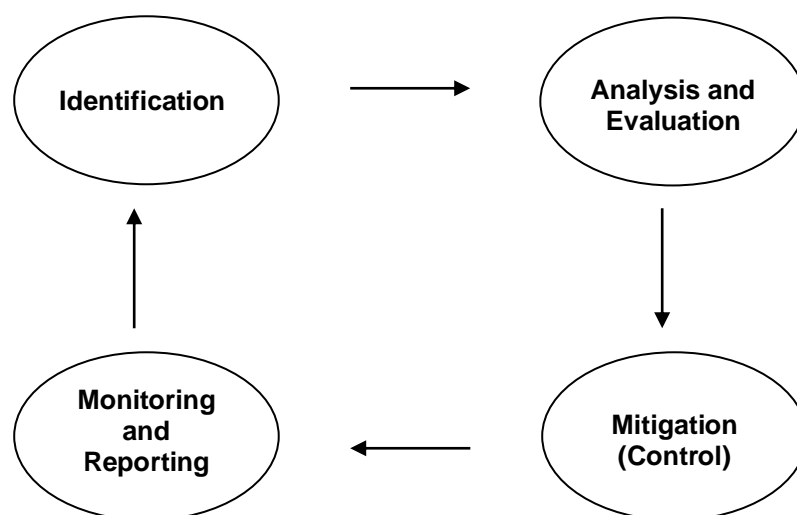 Identification
Analysis and
Evaluation
Mitigation
(Control)
Monitoring
and
Reporting